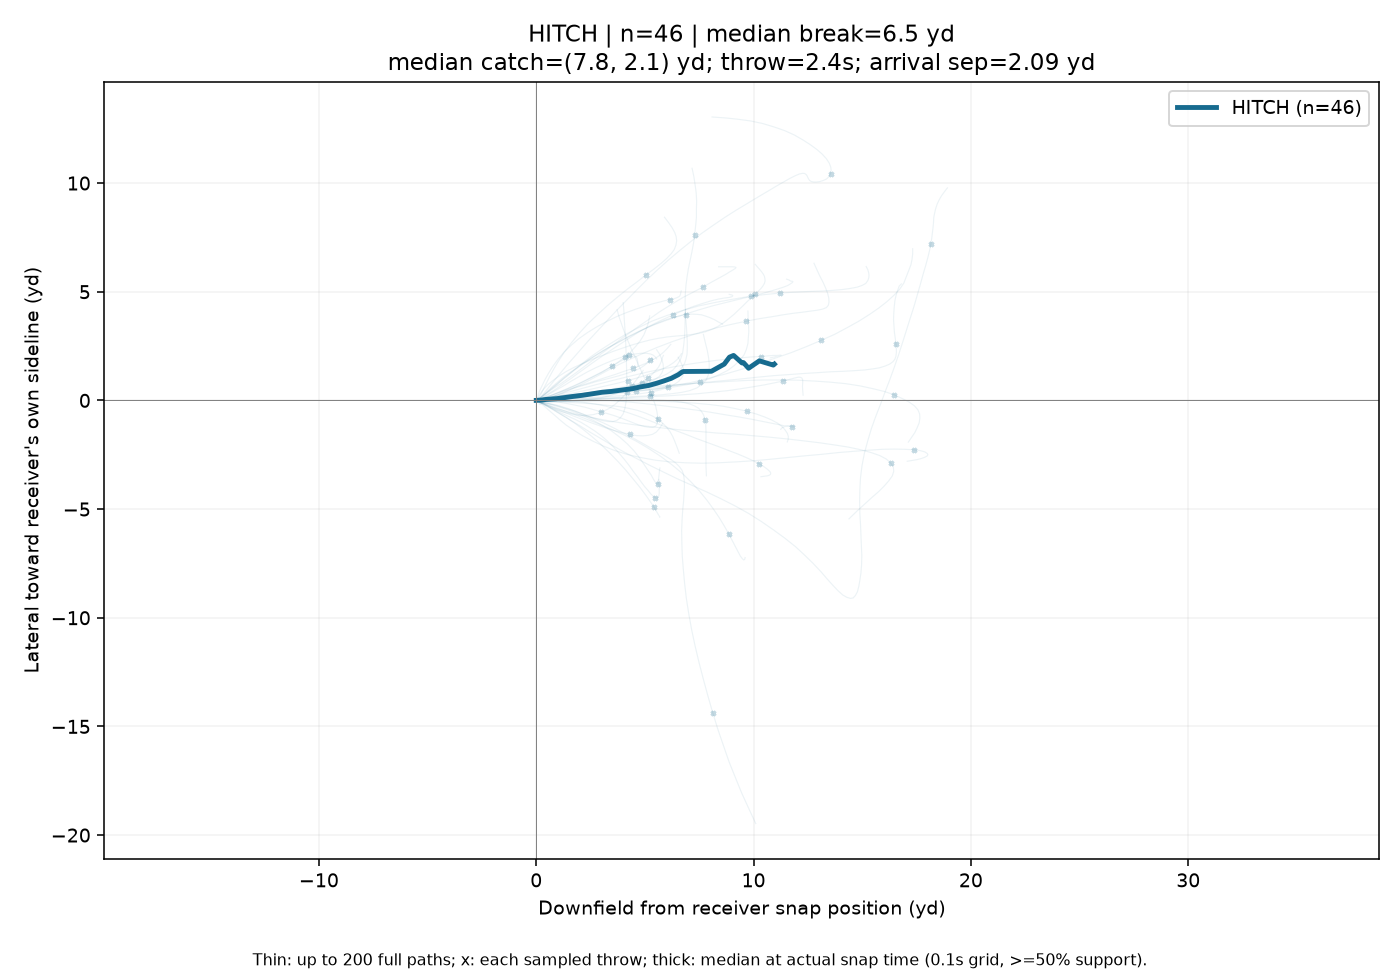 HITCH | n=46 | median break=6.5 yd
median catch=(7.8, 2.1) yd; throw=2.4s; arrival sep=2.09 yd
HITCH (n=46)
10
5
0
−5
−10
−15
−20
Lateral toward receiver's own sideline (yd)
−10
0
10
20
30
Downfield from receiver snap position (yd)
Thin: up to 200 full paths; x: each sampled throw; thick: median at actual snap time (0.1s grid, >=50% support).